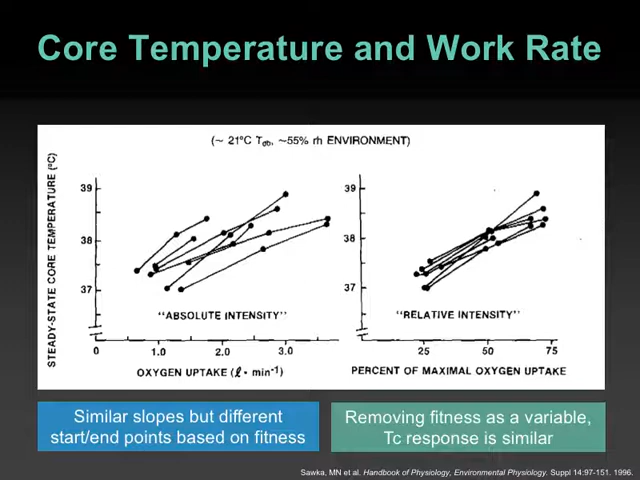 Core Temperature and Work Rate
(~ 21°C Tdb, ~55% rh ENVIRONMENT)
STEADY-STATE CORE TEMPERATURE (°C)
39
38
37
"ABSOLUTE INTENSITY"
0 1.0 2.0 3.0
OXYGEN UPTAKE (ℓ • min⁻¹)
39
38
37
"RELATIVE INTENSITY"
25 50 75
PERCENT OF MAXIMAL OXYGEN UPTAKE
Similar slopes but different
start/end points based on fitness
Removing fitness as a variable,
Tc response is similar
Sawka, MN et al. Handbook of Physiology, Environmental Physiology. Suppl 14:97-151. 1996.